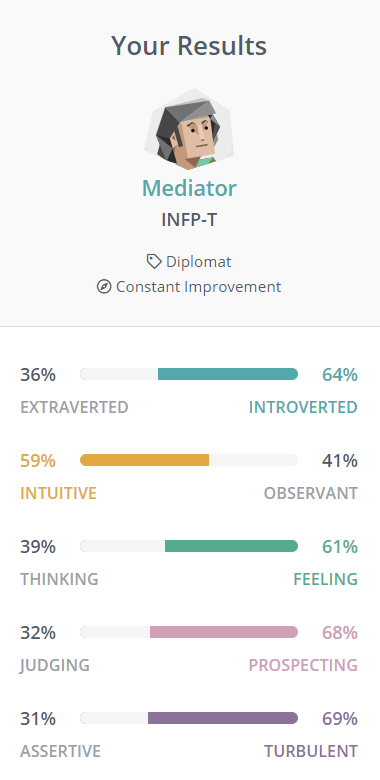 Your Results
Mediator
INFP-T
Diplomat
Constant Improvement
36% 64%
EXTRAVERTED INTROVERTED
59% 41%
INTUITIVE OBSERVANT
39% 61%
THINKING FEELING
32% 68%
JUDGING PROSPECTING
31% 69%
ASSERTIVE TURBULENT